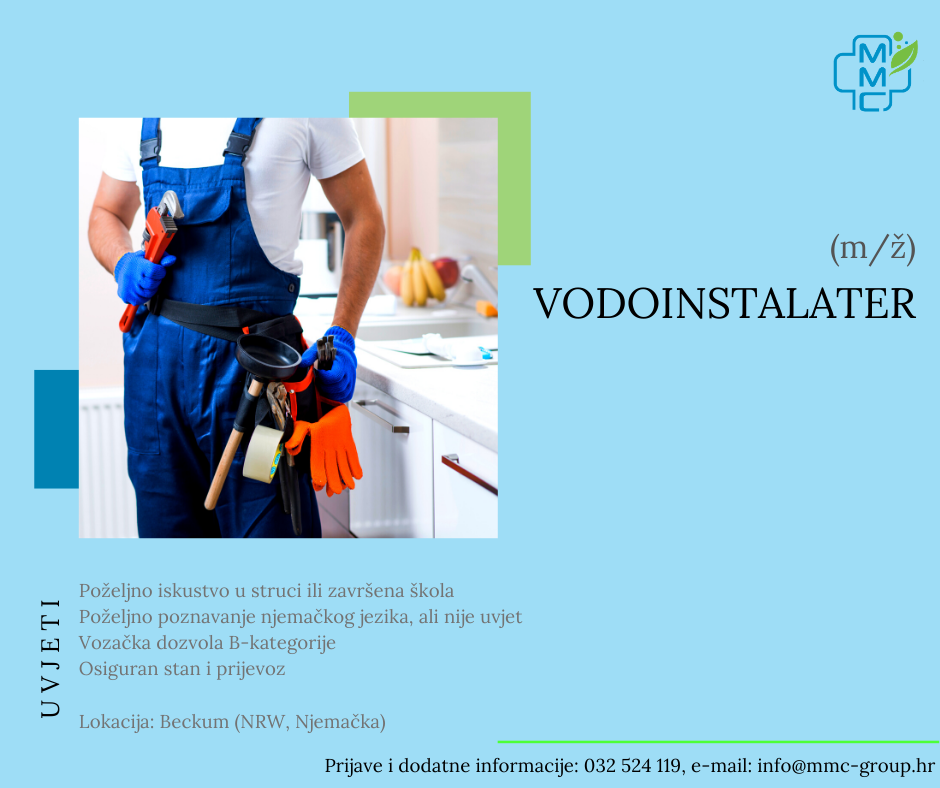 MMC
(m/ž)
VODOINSTALATER
UVJETI
Poželjno iskustvo u struci ili završena škola
Poželjno poznavanje njemačkog jezika, ali nije uvjet
Vozačka dozvola B-kategorije
Osiguran stan i prijevoz
Lokacija: Beckum (NRW, Njemačka)
Prijave i dodatne informacije: 032 524 119, e-mail: info@mmc-group.hr